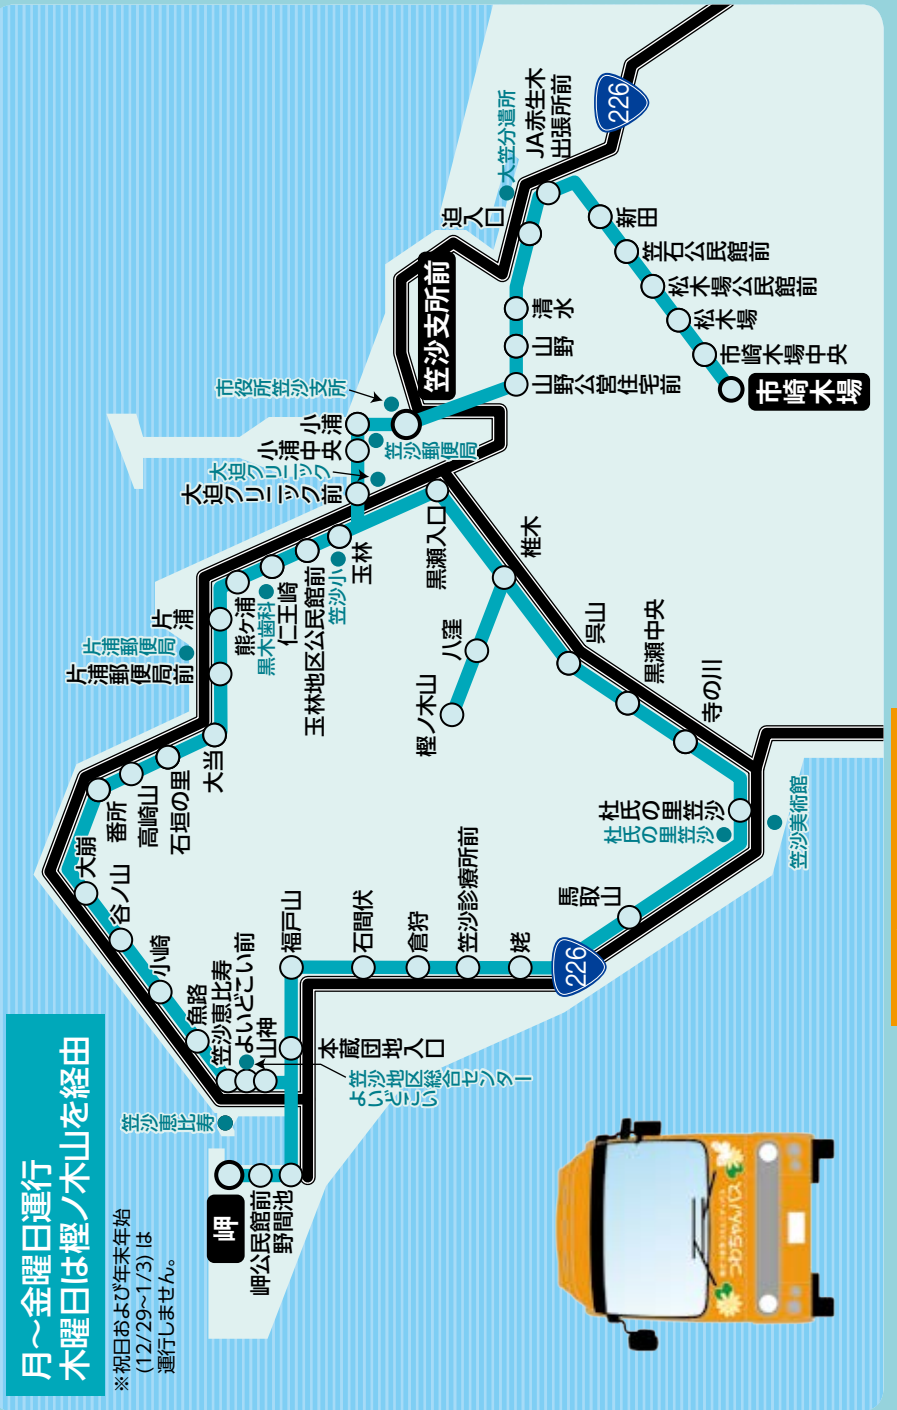 月～金曜日運行
木曜日は樫ノ木山を経由
※祝日および年末年始
(12/29～1/3)は
運行しません。
岬
岬公民館前
野間池
笠沙恵比寿
笠沙恵比寿
よいどこい前
山神
笠沙地区総合センター
よいどこい
本蔵団地入口
魚路
小崎
谷ノ山
大崩
番所
高崎山
石垣の里
大当
片浦郵便局前
片浦郵便局
片浦
熊ヶ浦
黒木歯科
仁王崎
玉林地区公民館前
笠沙小
玉林
大迫クリニック前
大迫クリニック
小浦中央
小浦
笠沙郵便局
市役所笠沙支所
笠沙支所前
福戸山
石間伏
倉狩
笠沙診療所前
姥
226
馬取山
杜氏の里笠沙
杜氏の里笠沙
笠沙美術館
寺の川
黒瀬中央
呉山
椎木
八窪
樫ノ木山
黒瀬入口
山野公営住宅前
山野
清水
迫入口
大笠分遣所
JA赤生木
出張所前
226
新田
笠石公民館前
松木場公民館前
松木場
市崎木場中央
市崎木場
つわちゃんバス